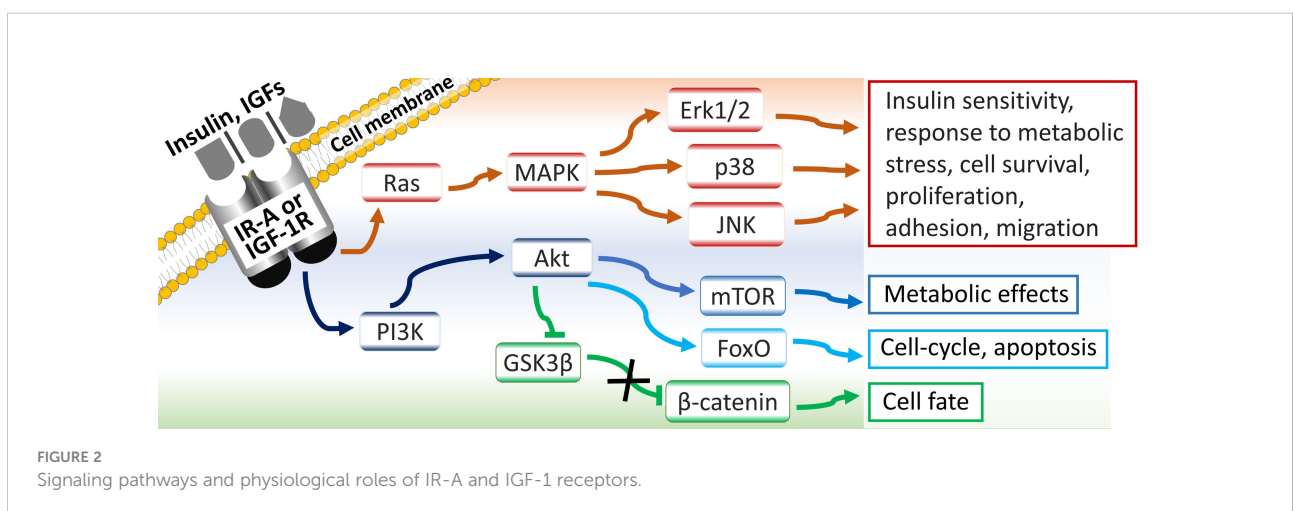 Insulin, IGFs
Cell membrane
IR-A or
IGF-1R
Ras
MAPK
Erk1/2
p38
JNK
Insulin sensitivity,
response to metabolic
stress, cell survival,
proliferation,
adhesion, migration
PI3K
Akt
mTOR
Metabolic effects
FoxO
Cell-cycle, apoptosis
GSK3β
β-catenin
Cell fate
FIGURE 2
Signaling pathways and physiological roles of IR-A and IGF-1 receptors.